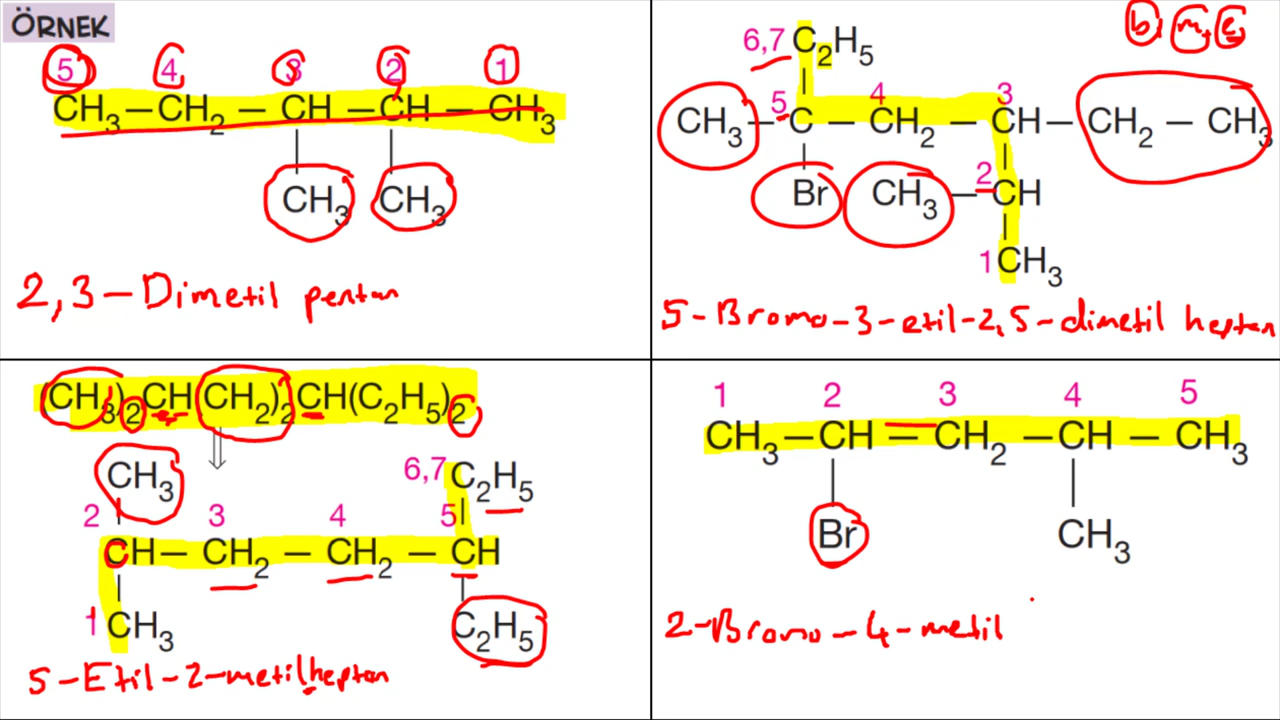 ÖRNEK
5 4 3 2 1
CH₃ – CH₂ – CH – CH – CH₃
CH₃ CH₃
2,3 – Dimetil pentan
b, m, e
6,7 C₂H₅
5 4 3
CH₃ – C – CH₂ – CH – CH₂ – CH₃
2
Br CH₃ – CH
1 CH₃
5-Bromo-3-etil-2,5-dimetil heptan
(CH₃)₂CH(CH₂)₂CH(C₂H₅)₂
⇓
CH₃ 6,7 C₂H₅
2 3 4 5
CH – CH₂ – CH₂ – CH
1 CH₃ C₂H₅
5-Etil-2-metilheptan
1 2 3 4 5
CH₃ – CH – CH₂ – CH – CH₃
Br CH₃
2-Bromo-4-metil